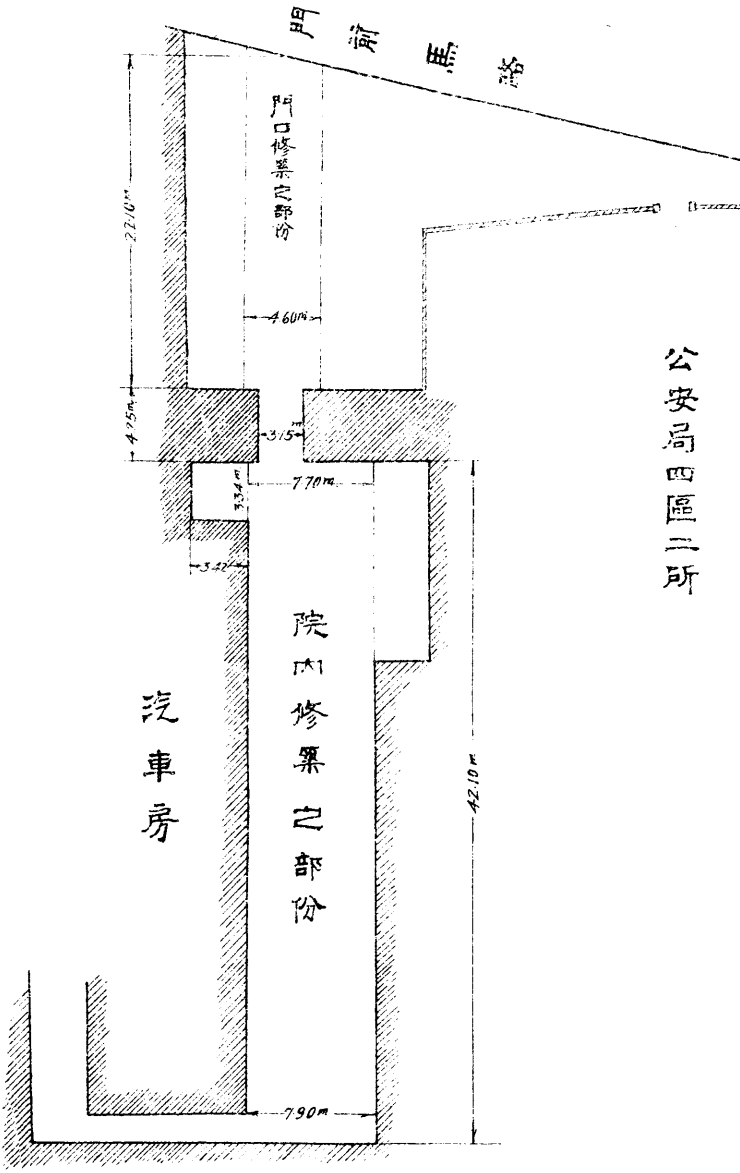 門前馬路
門口修築之部份
22.10m
4.60m
4.75m
3.15m
7.70m
3.34m
3.42
公安局四區二所
院內修築之部份
汽車房
42.10m
7.90m